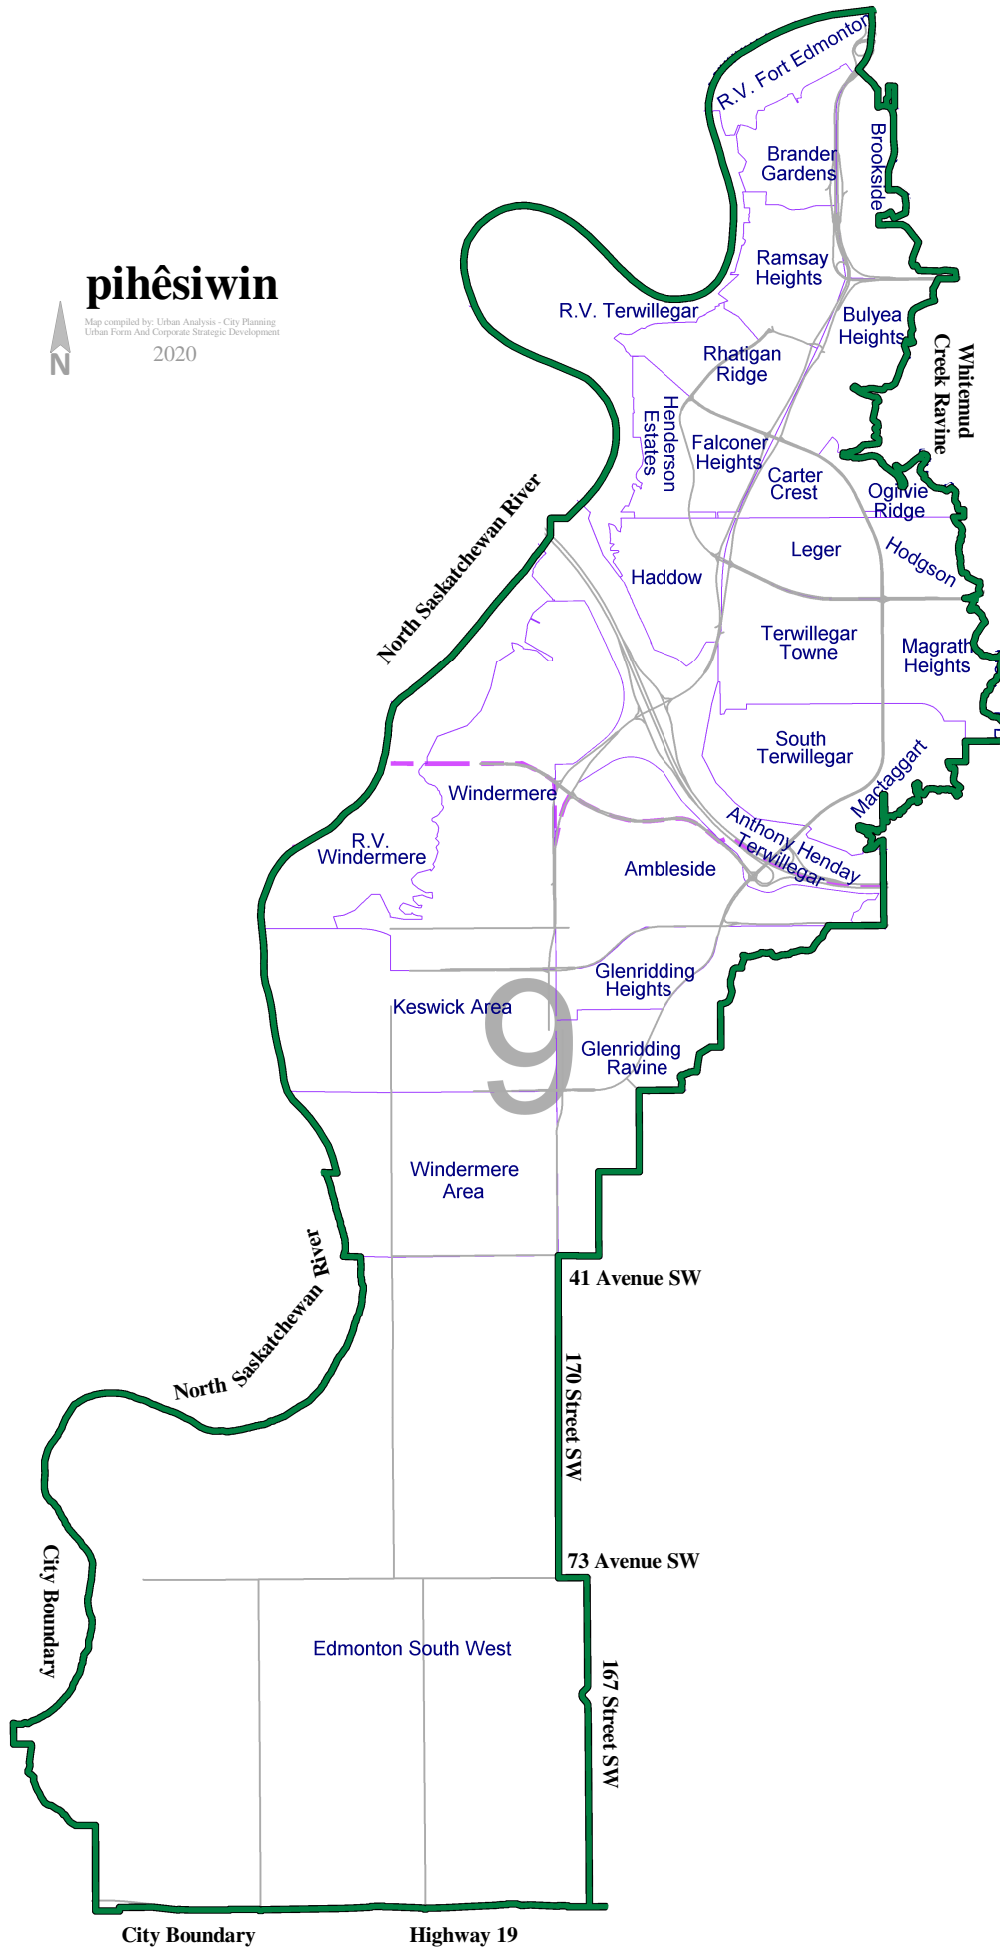 R.V. Fort Edmonton
Brookside
Brander
Gardens
Ramsay
Heights
pihêsiwin
Map compiled by: Urban Analysis - City Planning
Urban Form And Corporate Strategic Development
2020
N
R.V. Terwillegar
Bulyea
Heights
Whitemud
Creek Ravine
Rhatigan
Ridge
Henderson
Estates
Falconer
Heights
Carter
Crest
Ogilvie
Ridge
North Saskatchewan River
Leger
Hodgson
Haddow
Terwillegar
Towne
Magrath
Heights
South
Terwillegar
Mactaggart
Windermere
R.V.
Windermere
Anthony Henday
Terwillegar
Ambleside
Glenridding
Heights
Keswick Area
9
Glenridding
Ravine
Windermere
Area
41 Avenue SW
North Saskatchewan River
170 Street SW
73 Avenue SW
City Boundary
Edmonton South West
167 Street SW
City Boundary
Highway 19